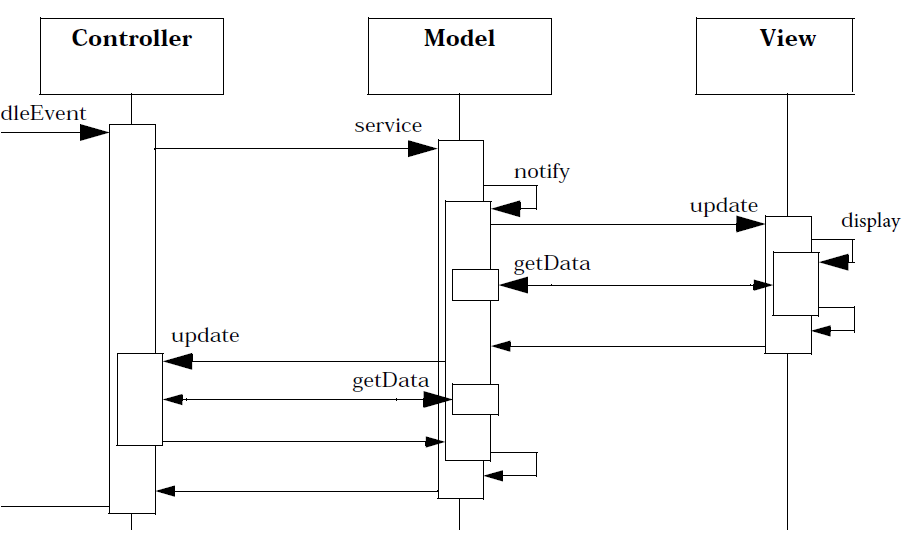 Controller
Model
View
dleEvent
service
notify
update
display
getData
update
getData